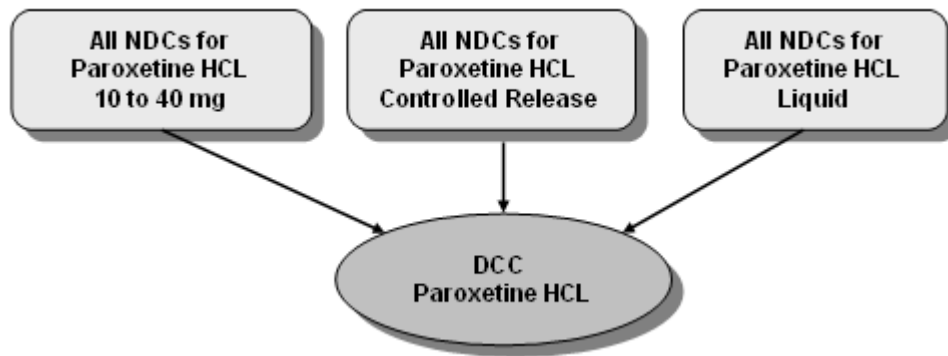 All NDCs for
Paroxetine HCL
10 to 40 mg
All NDCs for
Paroxetine HCL
Controlled Release
All NDCs for
Paroxetine HCL
Liquid
DCC
Paroxetine HCL